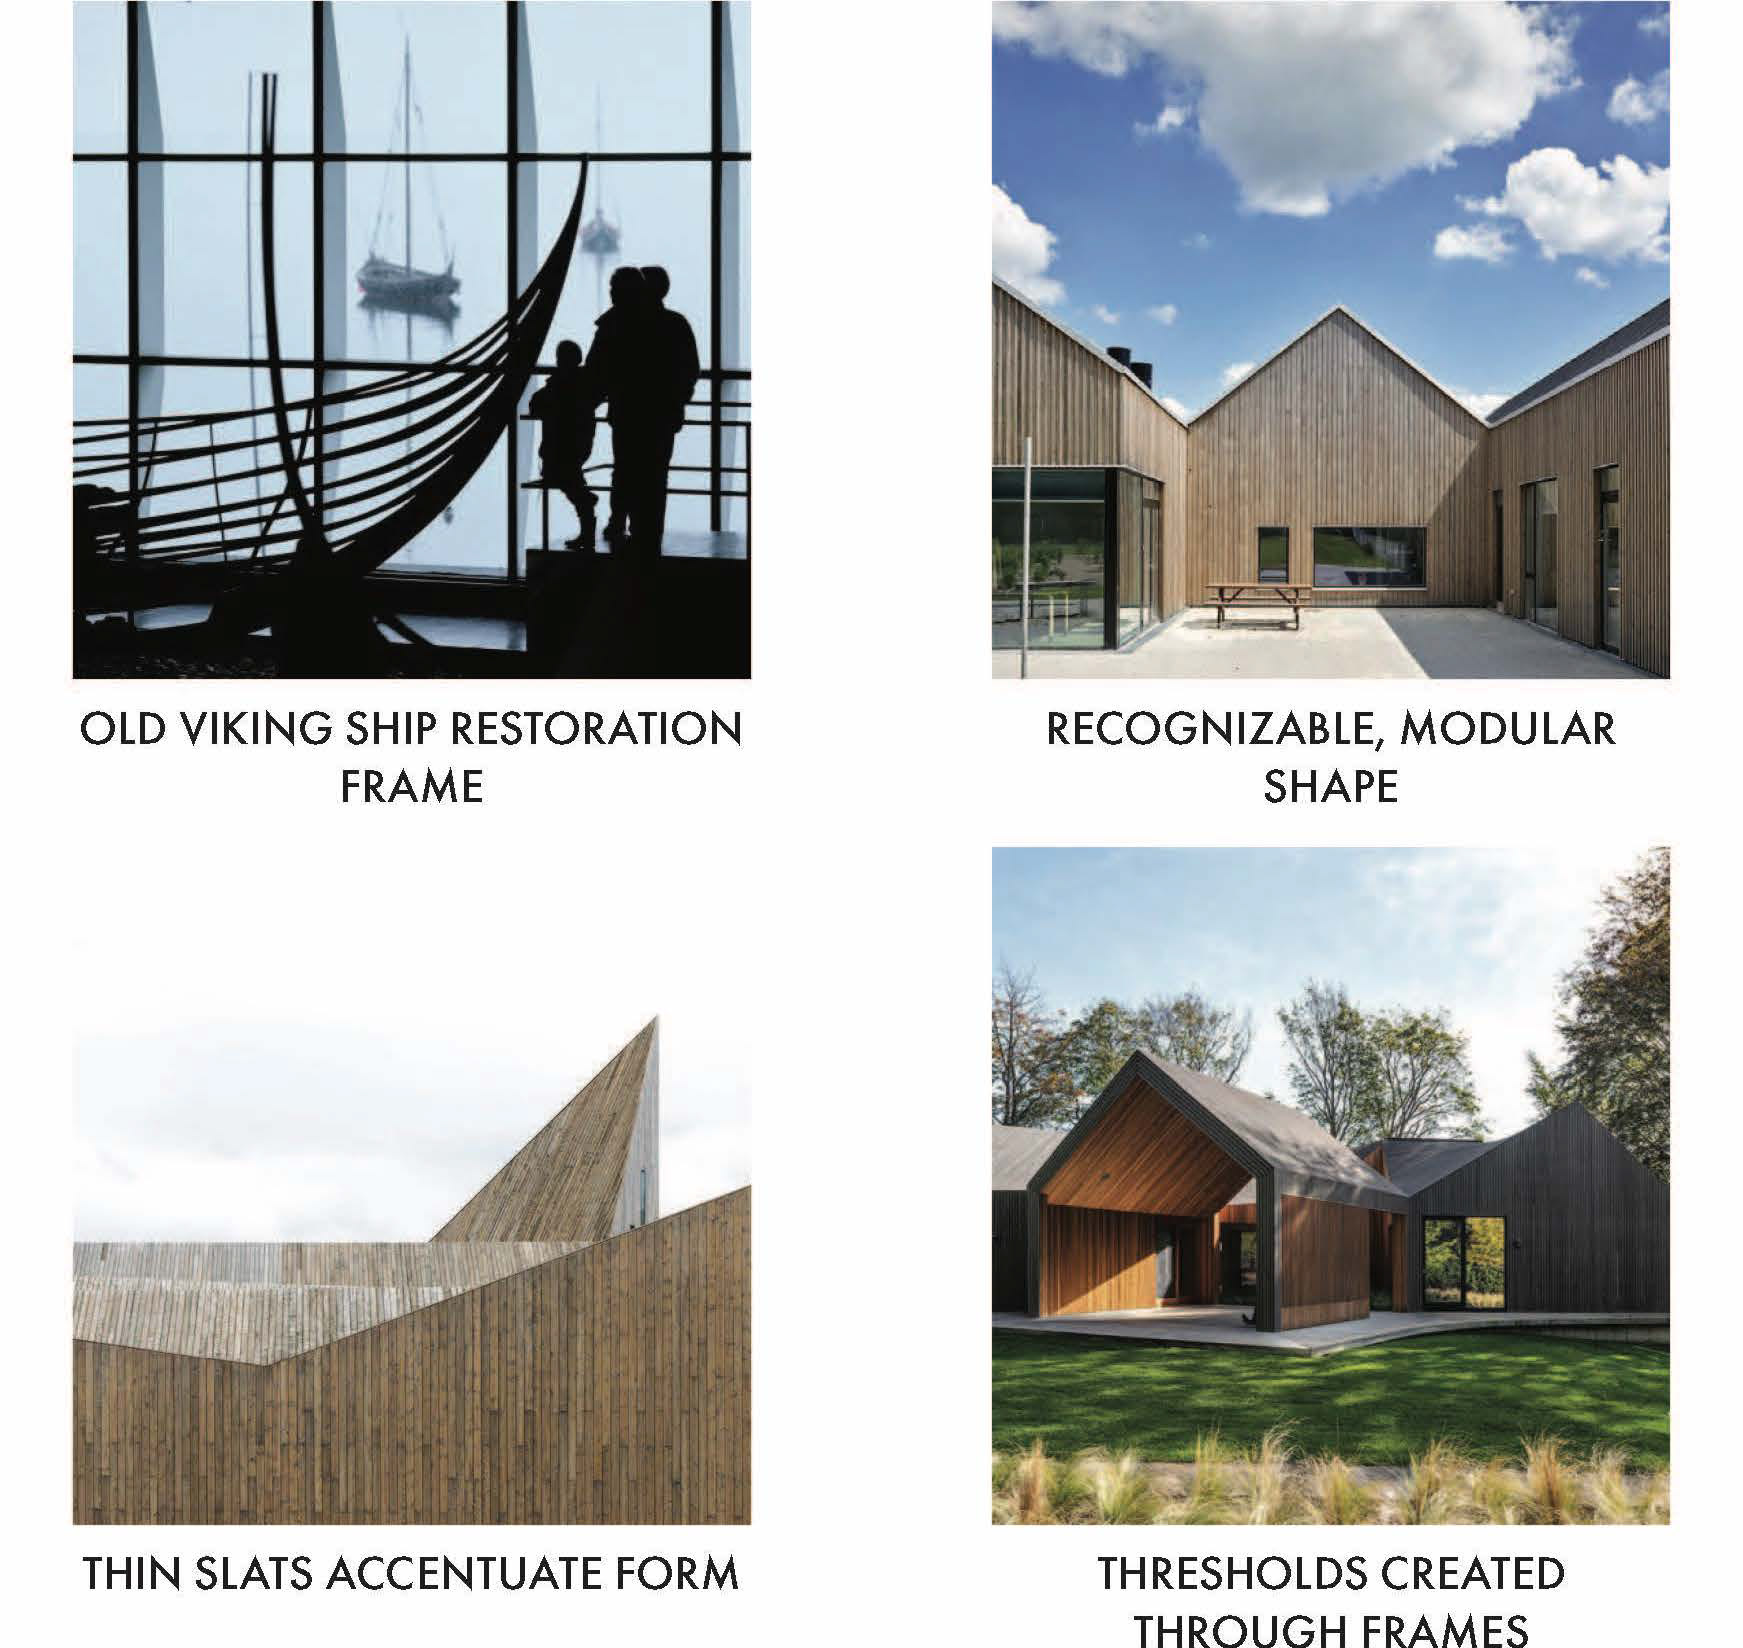 OLD VIKING SHIP RESTORATION
FRAME
RECOGNIZABLE, MODULAR
SHAPE
THIN SLATS ACCENTUATE FORM
THRESHOLDS CREATED
THROUGH FRAMES